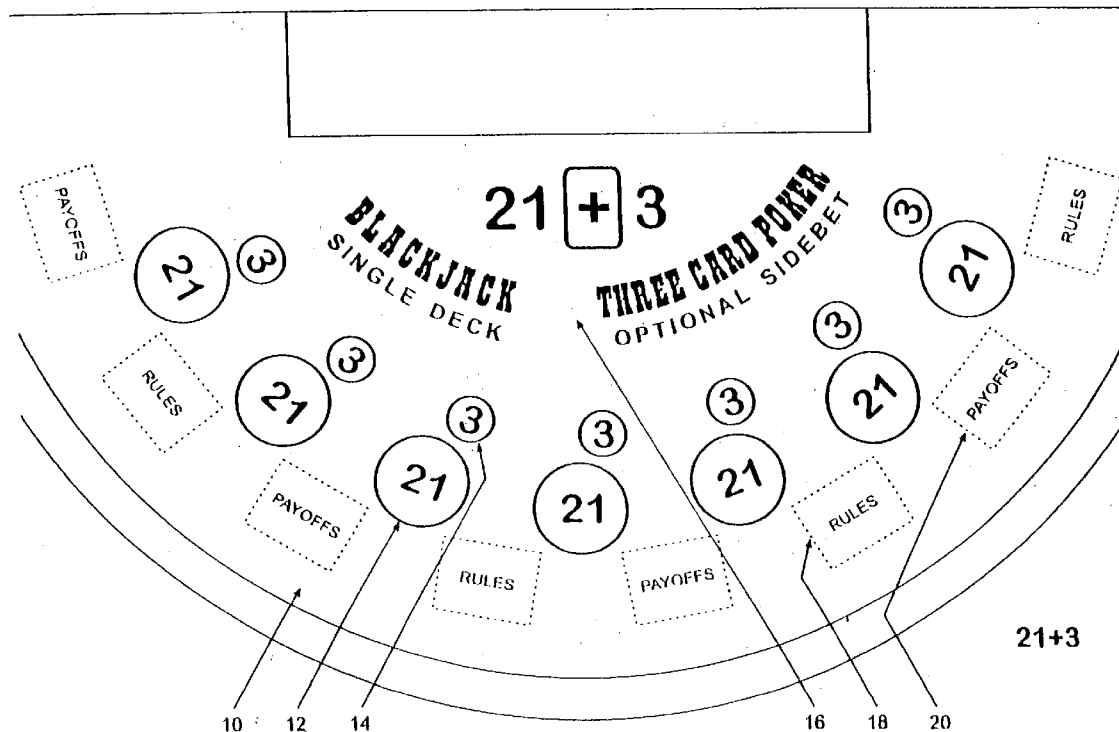 21 + 3
BLACKJACK
SINGLE DECK
THREE CARD POKER
OPTIONAL SIDEBET
PAYOFFS
21
3
RULES
21
3
PAYOFFS
21
3
RULES
21
3
PAYOFFS
21
3
RULES
21
3
PAYOFFS
21
3
RULES
21+3
10
12
14
16
18
20